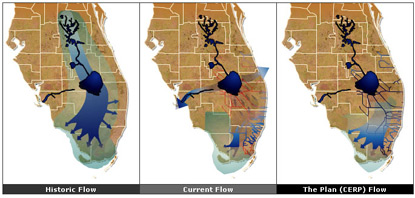 Historic Flow
Current Flow
The Plan (CERP) Flow